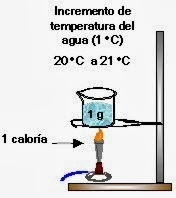 Incremento de
temperatura del
agua (1 °C)
20 °C a 21 °C
1 g
1 caloría